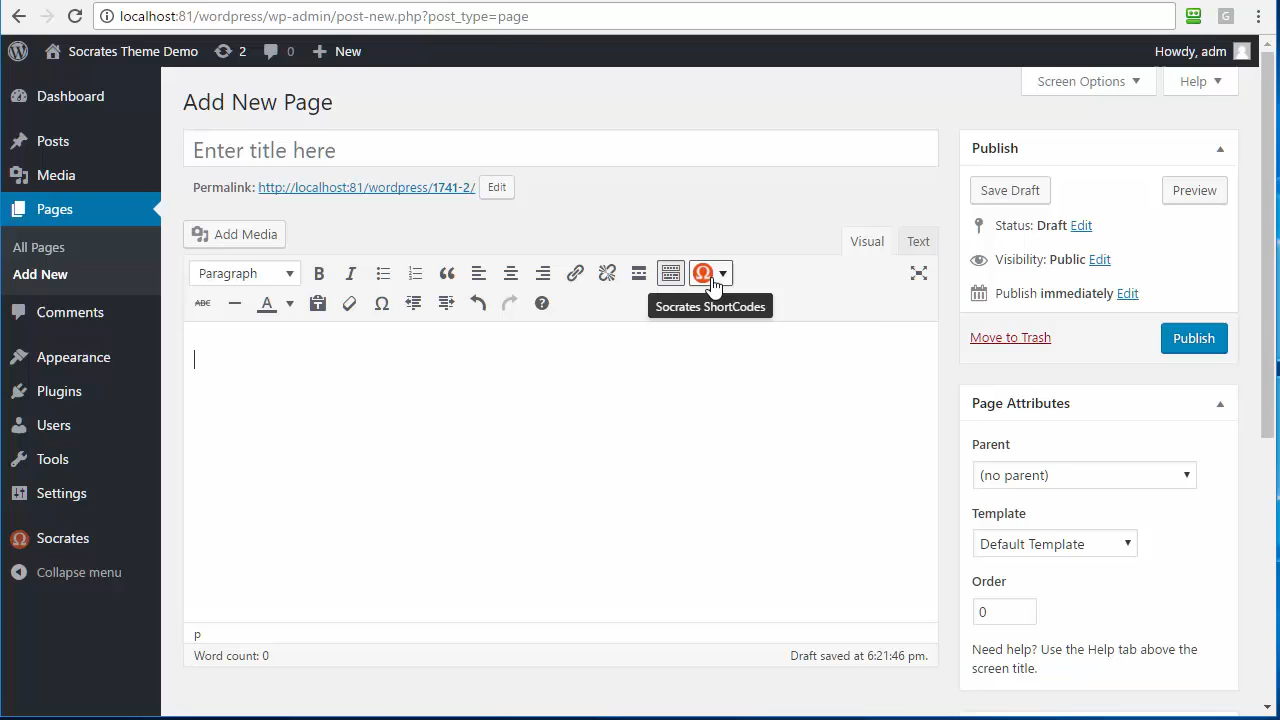 localhost:81/wordpress/wp-admin/post-new.php?post_type=page
G
Socrates Theme Demo 2 0 New Howdy, adm
Screen Options Help
Dashboard
Posts
Media
Pages
All Pages
Add New
Comments
Appearance
Plugins
Users
Tools
Settings
Socrates
Collapse menu
Add New Page
Enter title here
Permalink: http://localhost:81/wordpress/1741-2/ Edit
Add Media
Visual Text
Paragraph B I
ABC A Ω
Socrates ShortCodes
p
Word count: 0 Draft saved at 6:21:46 pm.
Publish
Save Draft Preview
Status: Draft Edit
Visibility: Public Edit
Publish immediately Edit
Move to Trash Publish
Page Attributes
Parent
(no parent)
Template
Default Template
Order
0
Need help? Use the Help tab above the
screen title.